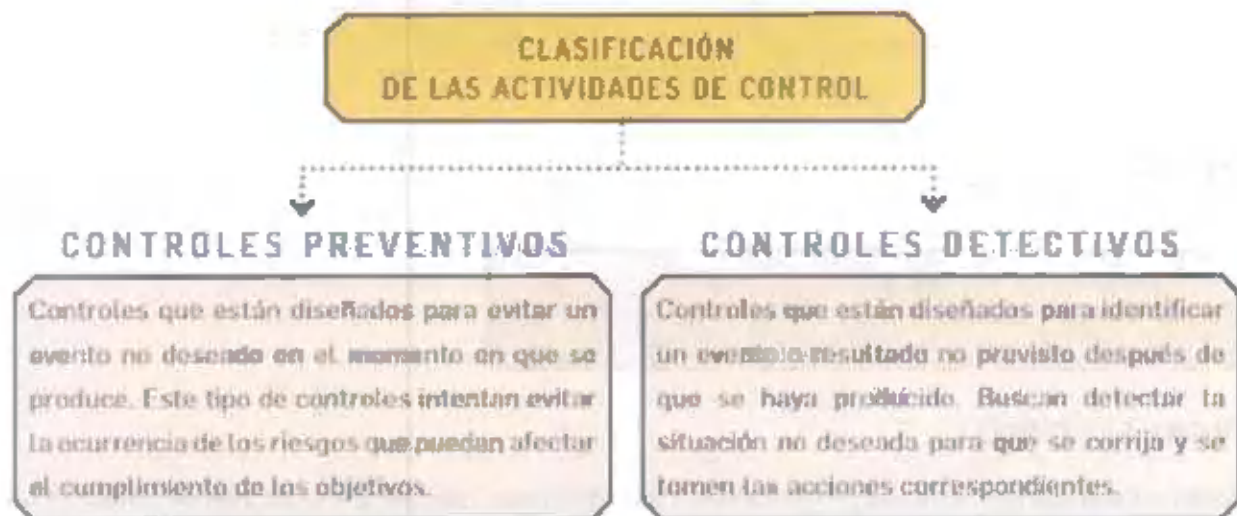 CLASIFICACIÓN
DE LAS ACTIVIDADES DE CONTROL
CONTROLES PREVENTIVOS
Controles que están diseñados para evitar un
evento no deseado en el momento en que se
produce. Este tipo de controles intentan evitar
la ocurrencia de los riesgos que puedan afectar
el cumplimiento de los objetivos.
CONTROLES DETECTIVOS
Controles que están diseñados para identificar
un evento o resultado no previsto después de
que se haya producido. Buscan detectar la
situación no deseada para que se corrija y se
tomen las acciones correspondientes.